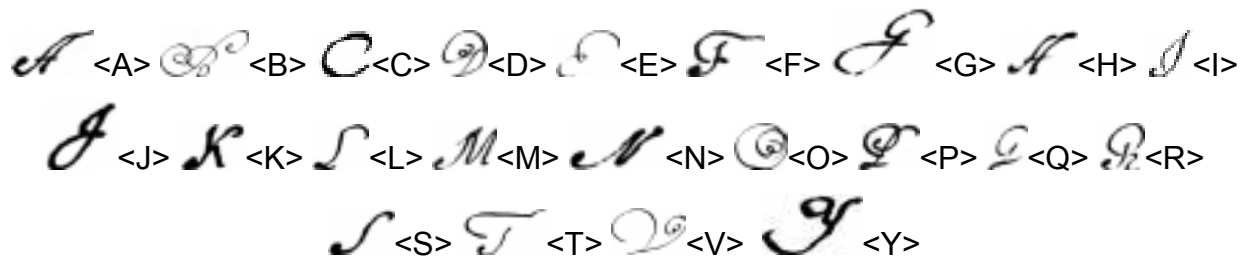 A <A> B <B> C <C> D <D> E <E> F <F> G <G> H <H> I <I>
J <J> K <K> L <L> M <M> N <N> O <O> P <P> Q <Q> R <R>
S <S> T <T> V <V> Y <Y>